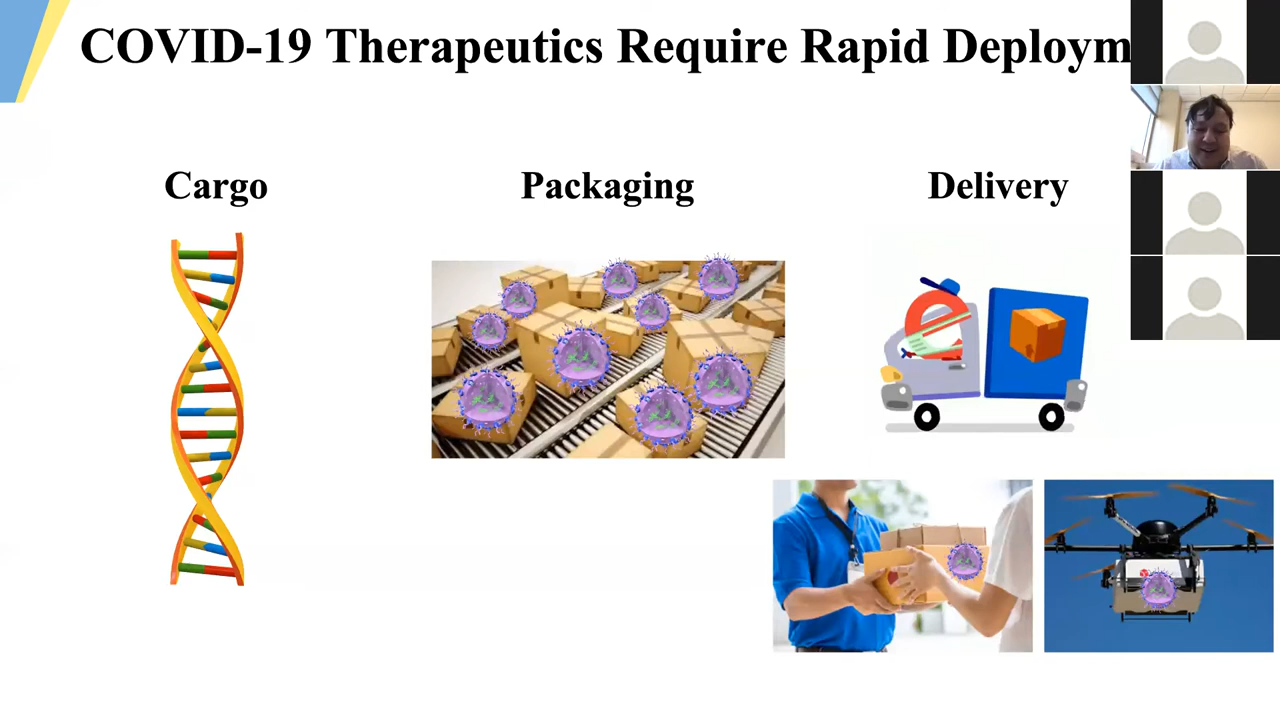 COVID-19 Therapeutics Require Rapid Deploym
Cargo
Packaging
Delivery